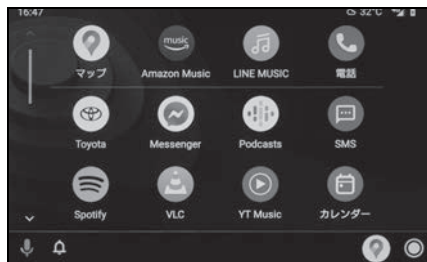 16:47
32°C
マップ
music
Amazon Music
LINE MUSIC
電話
Toyota
Messenger
Podcasts
SMS
Spotify
VLC
YT Music
カレンダー